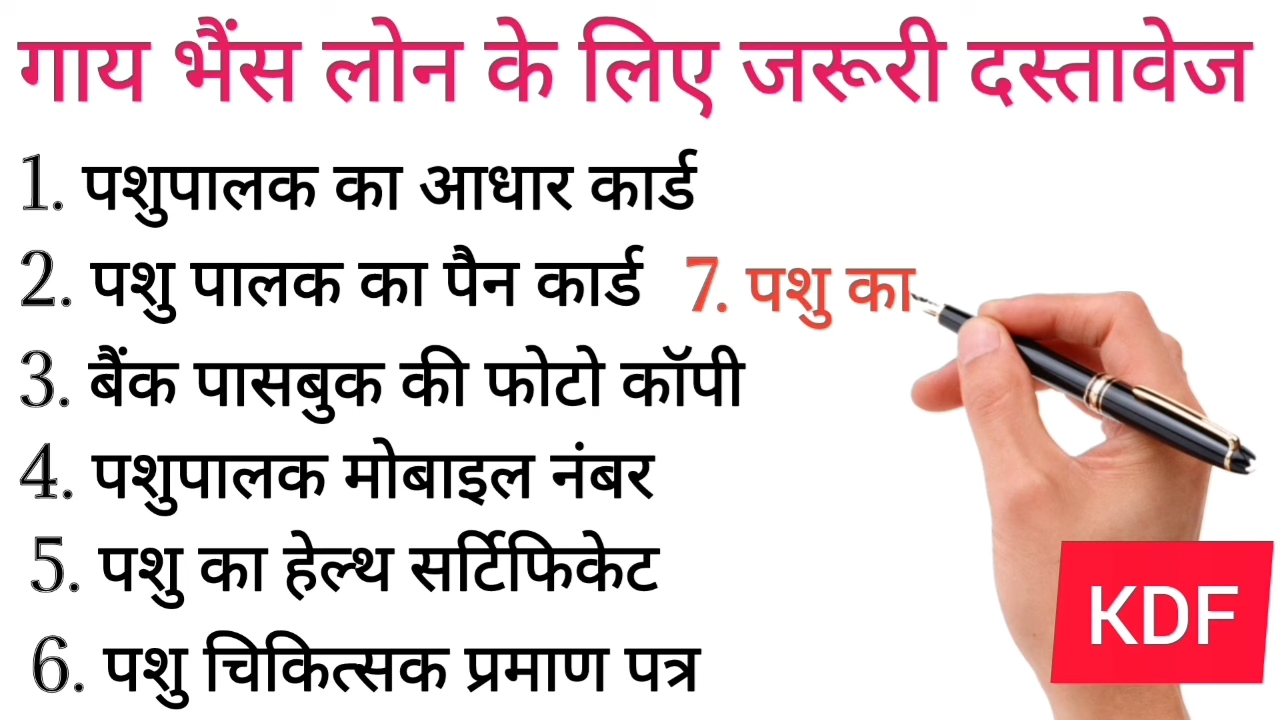 गाय भैंस लोन के लिए जरूरी दस्तावेज
1. पशुपालक का आधार कार्ड
2. पशु पालक का पैन कार्ड
3. बैंक पासबुक की फोटो कॉपी
4. पशुपालक मोबाइल नंबर
5. पशु का हेल्थ सर्टिफिकेट
6. पशु चिकित्सक प्रमाण पत्र
7. पशु का
KDF